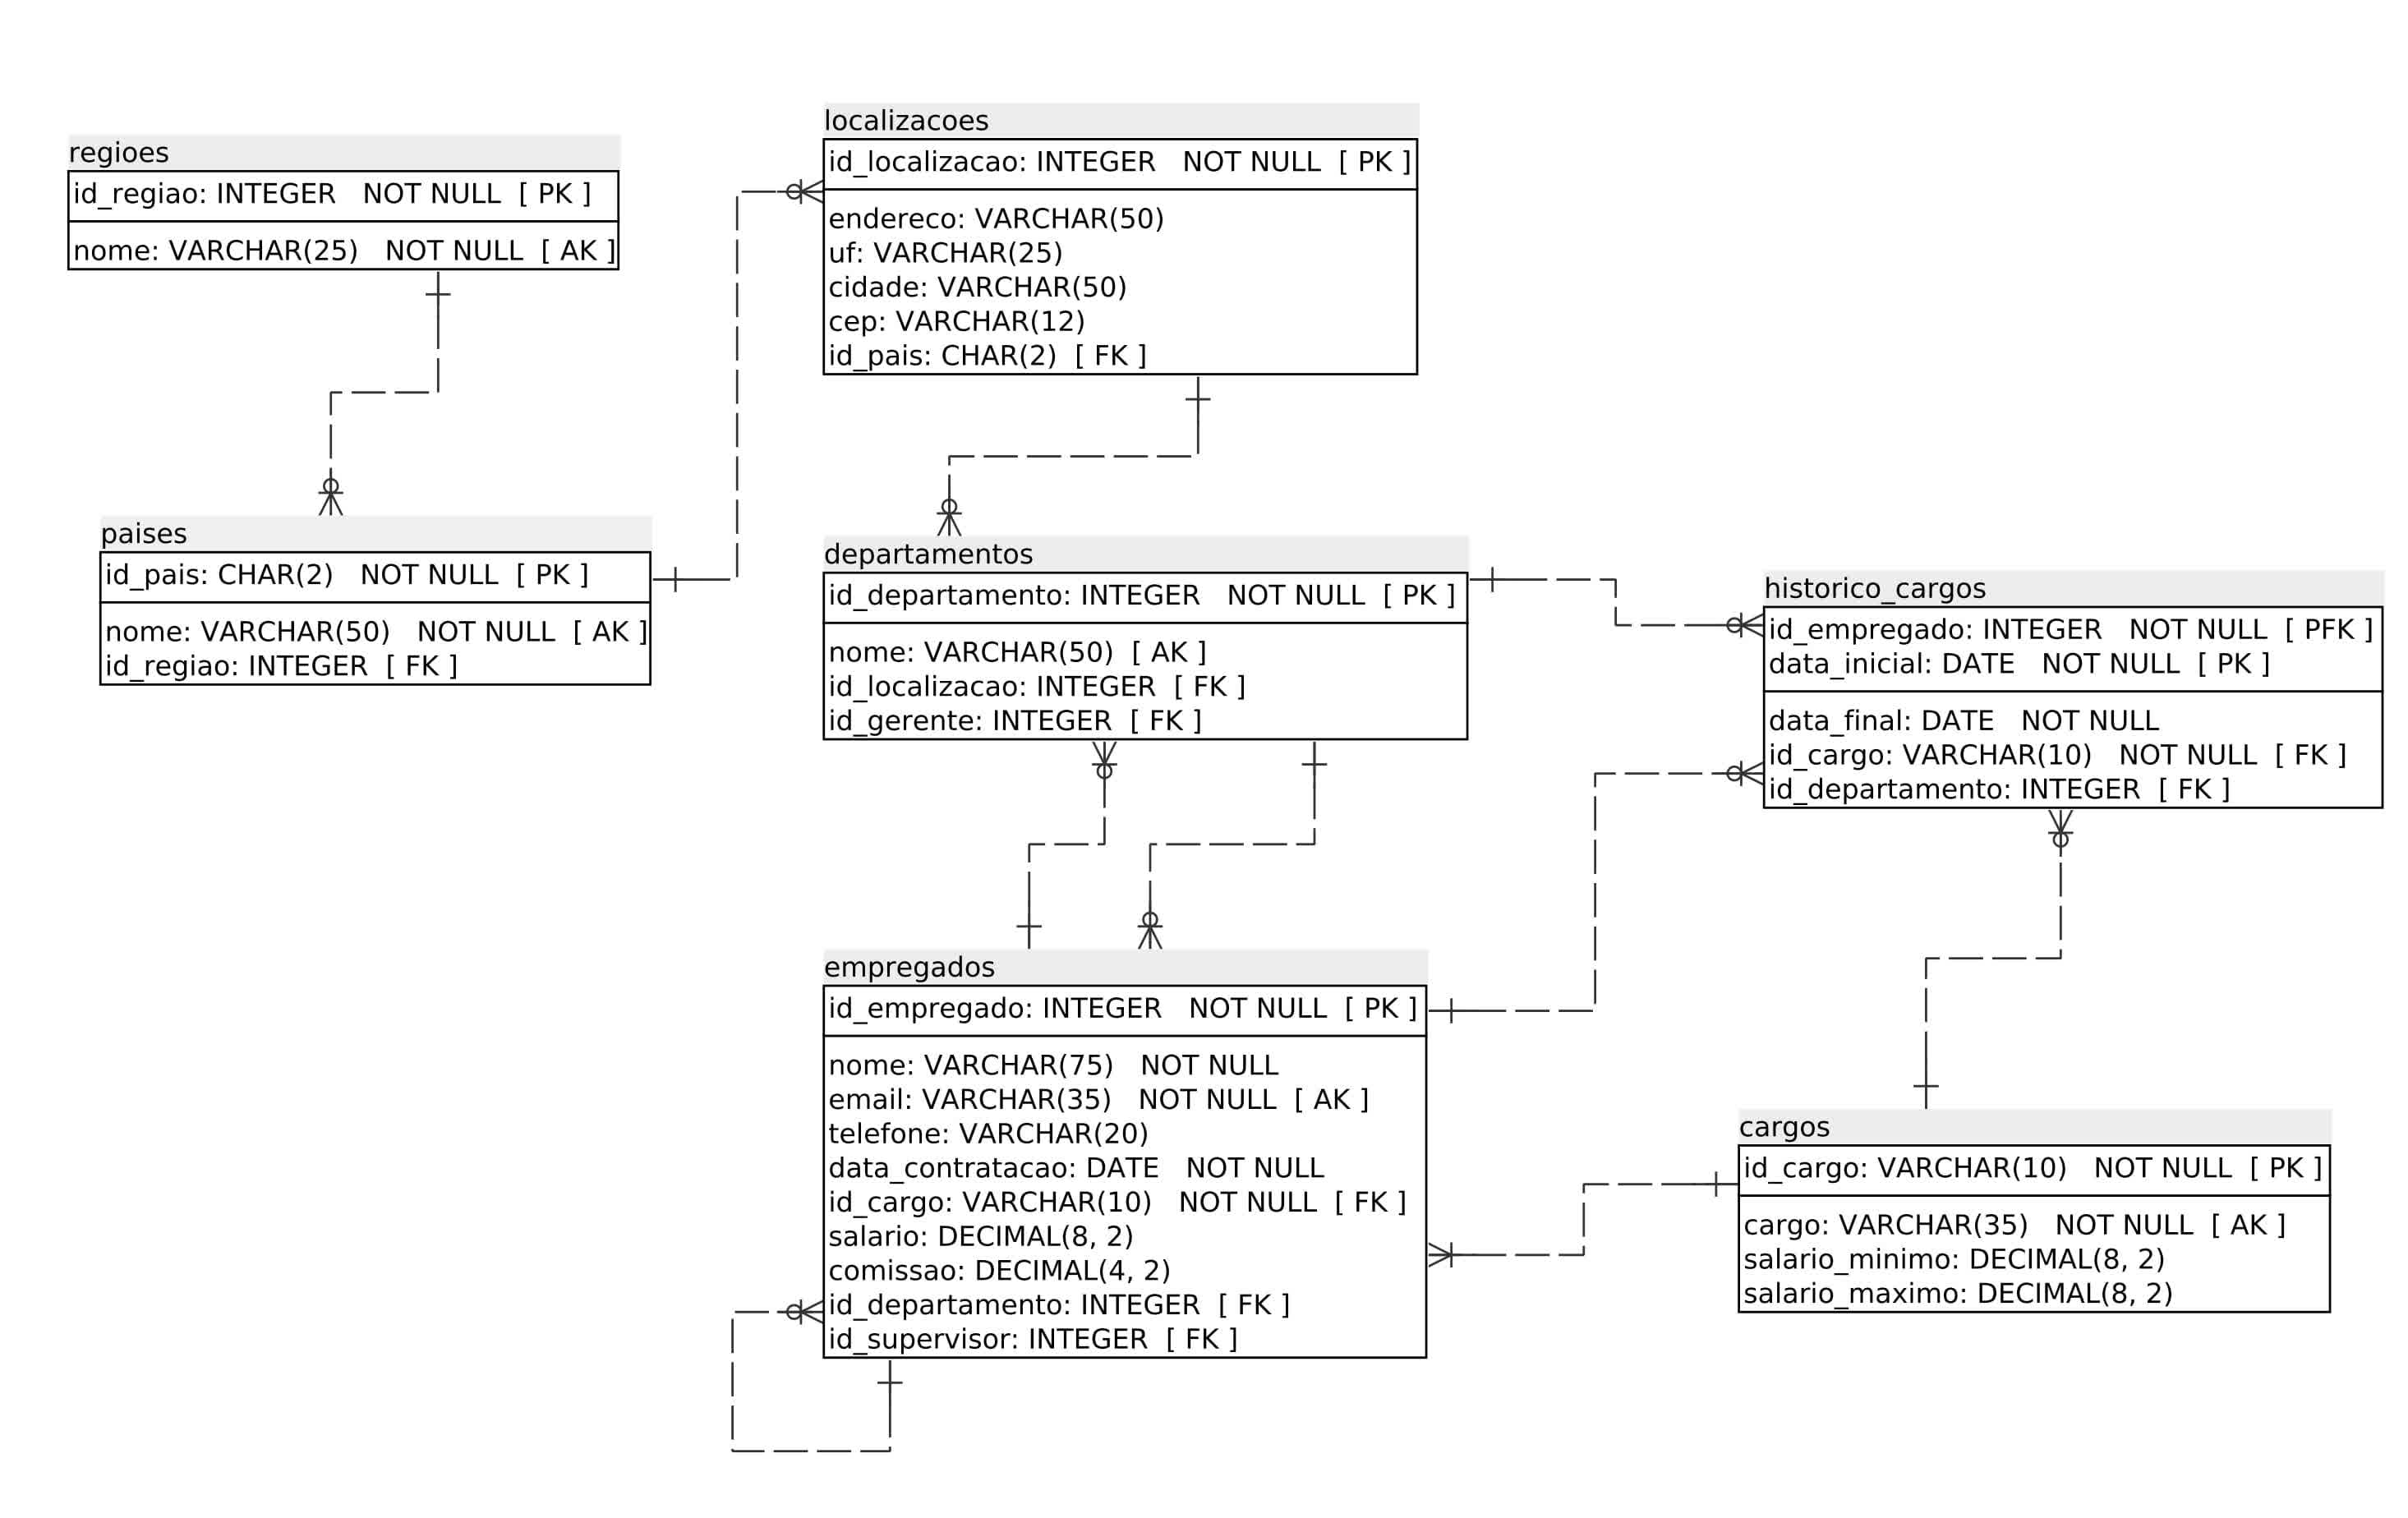 regioes
id_regiao: INTEGER NOT NULL [ PK ]
nome: VARCHAR(25) NOT NULL [ AK ]
localizacoes
id_localizacao: INTEGER NOT NULL [ PK ]
endereco: VARCHAR(50)
uf: VARCHAR(25)
cidade: VARCHAR(50)
cep: VARCHAR(12)
id_pais: CHAR(2) [ FK ]
paises
id_pais: CHAR(2) NOT NULL [ PK ]
nome: VARCHAR(50) NOT NULL [ AK ]
id_regiao: INTEGER [ FK ]
departamentos
id_departamento: INTEGER NOT NULL [ PK ]
nome: VARCHAR(50) [ AK ]
id_localizacao: INTEGER [ FK ]
id_gerente: INTEGER [ FK ]
historico_cargos
id_empregado: INTEGER NOT NULL [ PFK ]
data_inicial: DATE NOT NULL [ PK ]
data_final: DATE NOT NULL
id_cargo: VARCHAR(10) NOT NULL [ FK ]
id_departamento: INTEGER [ FK ]
empregados
id_empregado: INTEGER NOT NULL [ PK ]
nome: VARCHAR(75) NOT NULL
email: VARCHAR(35) NOT NULL [ AK ]
telefone: VARCHAR(20)
data_contratacao: DATE NOT NULL
id_cargo: VARCHAR(10) NOT NULL [ FK ]
salario: DECIMAL(8, 2)
comissao: DECIMAL(4, 2)
id_departamento: INTEGER [ FK ]
id_supervisor: INTEGER [ FK ]
cargos
id_cargo: VARCHAR(10) NOT NULL [ PK ]
cargo: VARCHAR(35) NOT NULL [ AK ]
salario_minimo: DECIMAL(8, 2)
salario_maximo: DECIMAL(8, 2)